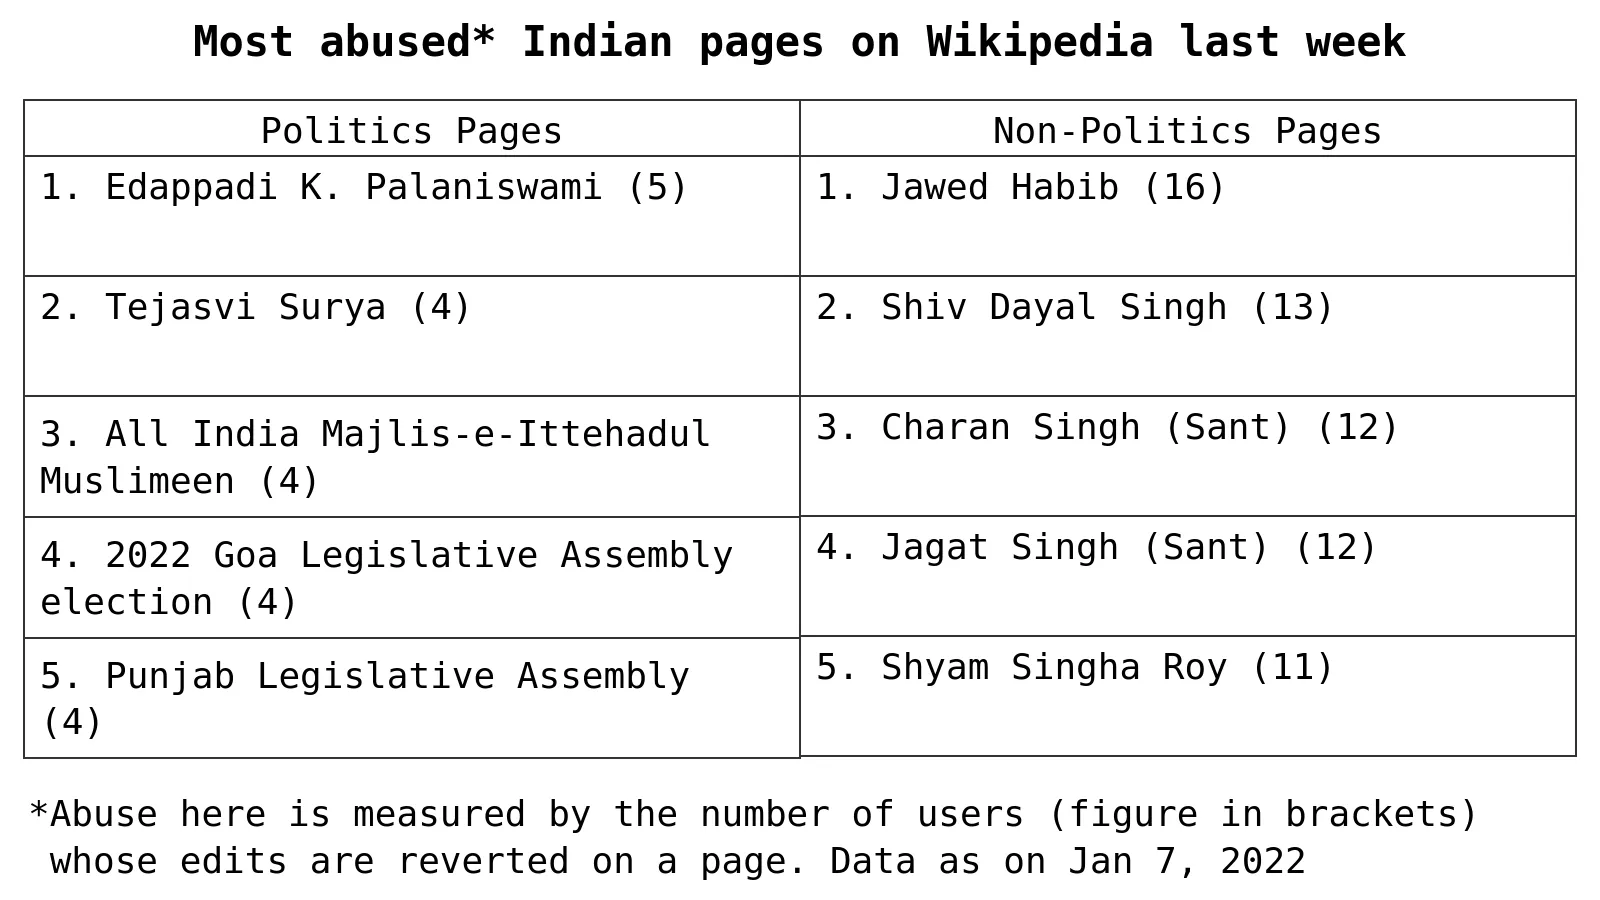 Most abused* Indian pages on Wikipedia last week
Politics Pages
Non-Politics Pages
1. Edappadi K. Palaniswami (5)
1. Jawed Habib (16)
2. Tejasvi Surya (4)
2. Shiv Dayal Singh (13)
3. All India Majlis-e-Ittehadul
Muslimeen (4)
3. Charan Singh (Sant) (12)
4. 2022 Goa Legislative Assembly
election (4)
4. Jagat Singh (Sant) (12)
5. Punjab Legislative Assembly
(4)
5. Shyam Singha Roy (11)
*Abuse here is measured by the number of users (figure in brackets)
whose edits are reverted on a page. Data as on Jan 7, 2022